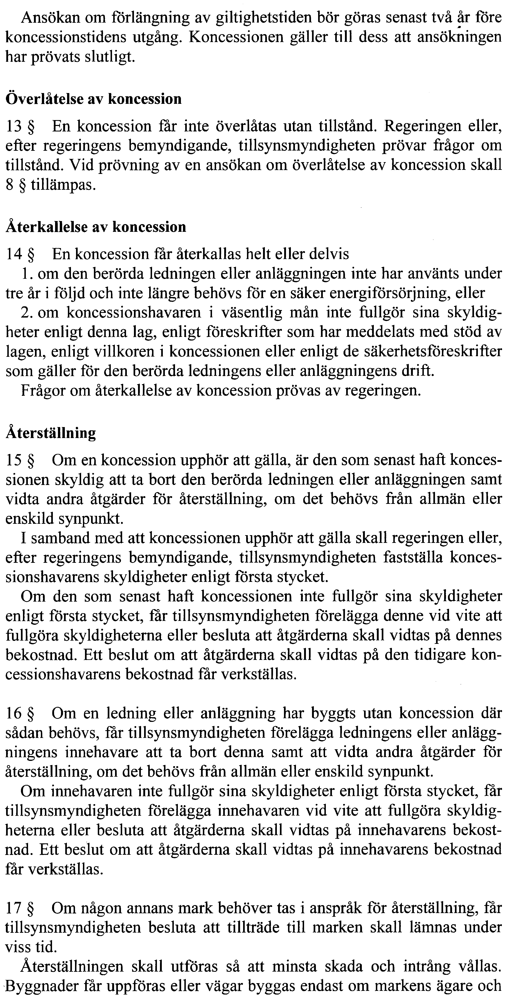 Ansökan om förlängning av giltighetstiden bör göras senast två år före
koncessionstidens utgång. Koncessionen gäller till dess att ansökningen
har prövats slutligt.
Överlåtelse av koncession
13 § En koncession får inte överlåtas utan tillstånd. Regeringen eller,
efter regeringens bemyndigande, tillsynsmyndigheten prövar frågor om
tillstånd. Vid prövning av en ansökan om överlåtelse av koncession skall
8 § tillämpas.
Återkallelse av koncession
14 § En koncession får återkallas helt eller delvis
1. om den berörda ledningen eller anläggningen inte har använts under
tre år i följd och inte längre behövs för en säker energiförsörjning, eller
2. om koncessionshavaren i väsentlig mån inte fullgör sina skyldig-
heter enligt denna lag, enligt föreskrifter som har meddelats med stöd av
lagen, enligt villkoren i koncessionen eller enligt de säkerhetsföreskrifter
som gäller för den berörda ledningens eller anläggningens drift.
Frågor om återkallelse av koncession prövas av regeringen.
Återställning
15 § Om en koncession upphör att gälla, är den som senast haft konces-
sionen skyldig att ta bort den berörda ledningen eller anläggningen samt
vidta andra åtgärder för återställning, om det behövs från allmän eller
enskild synpunkt.
I samband med att koncessionen upphör att gälla skall regeringen eller,
efter regeringens bemyndigande, tillsynsmyndigheten fastställa konces-
sionshavarens skyldigheter enligt första stycket.
Om den som senast haft koncessionen inte fullgör sina skyldigheter
enligt första stycket, får tillsynsmyndigheten förelägga denne vid vite att
fullgöra skyldigheterna eller besluta att åtgärderna skall vidtas på dennes
bekostnad. Ett beslut om att åtgärderna skall vidtas på den tidigare kon-
cessionshavarens bekostnad får verkställas.
16 § Om en ledning eller anläggning har byggts utan koncession där
sådan behövs, får tillsynsmyndigheten förelägga ledningens eller anlägg-
ningens innehavare att ta bort denna samt att vidta andra åtgärder för
återställning, om det behövs från allmän eller enskild synpunkt.
Om innehavaren inte fullgör sina skyldigheter enligt första stycket, får
tillsynsmyndigheten förelägga innehavaren vid vite att fullgöra skyldig-
heterna eller besluta att åtgärderna skall vidtas på innehavarens bekost-
nad. Ett beslut om att åtgärderna skall vidtas på innehavarens bekostnad
får verkställas.
17 § Om någon annans mark behöver tas i anspråk för återställning, får
tillsynsmyndigheten besluta att tillträde till marken skall lämnas under
viss tid.
Återställningen skall utföras så att minsta skada och intrång vållas.
Byggnader får uppföras eller vägar byggas endast om markens ägare och